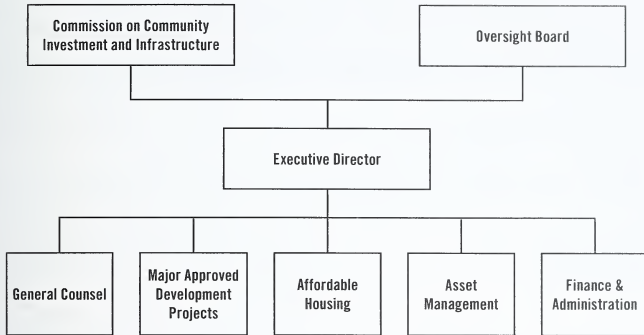 Commission on Community
Investment and Infrastructure
Oversight Board
Executive Director
General Counsel
Major Approved
Development
Projects
Affordable
Housing
Asset
Management
Finance &
Administration